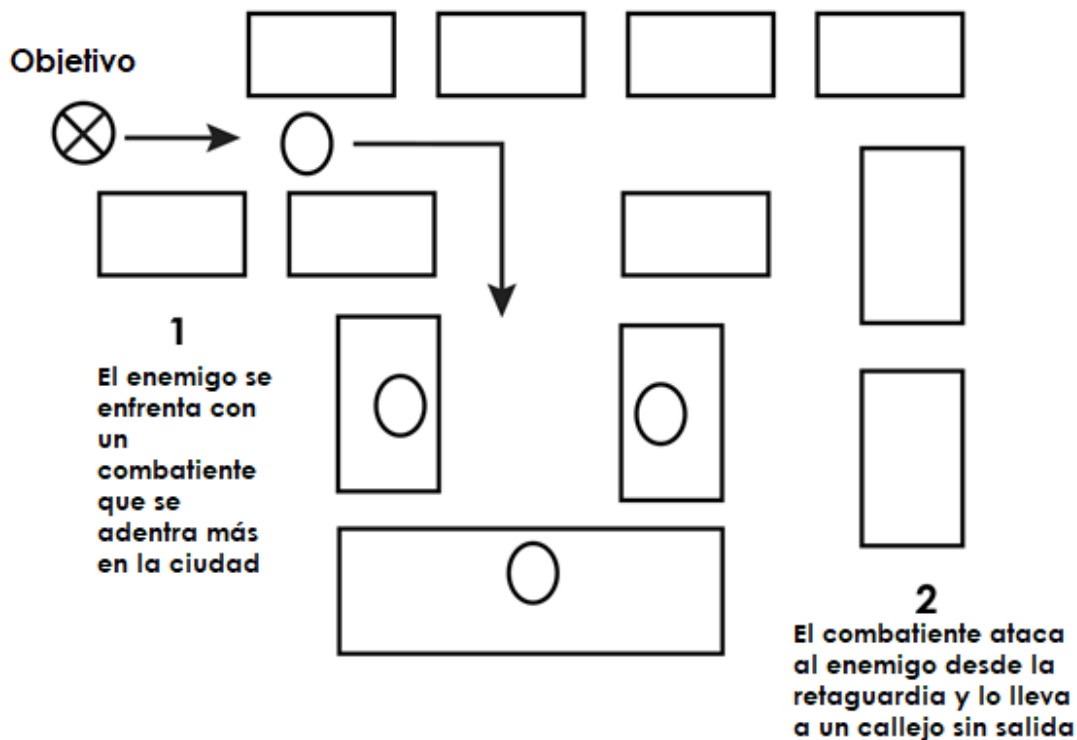 Objetivo
1
El enemigo se
enfrenta con
un
combatiente
que se
adentra más
en la ciudad
2
El combatiente ataca
al enemigo desde la
retaguardia y lo lleva
a un callejo sin salida